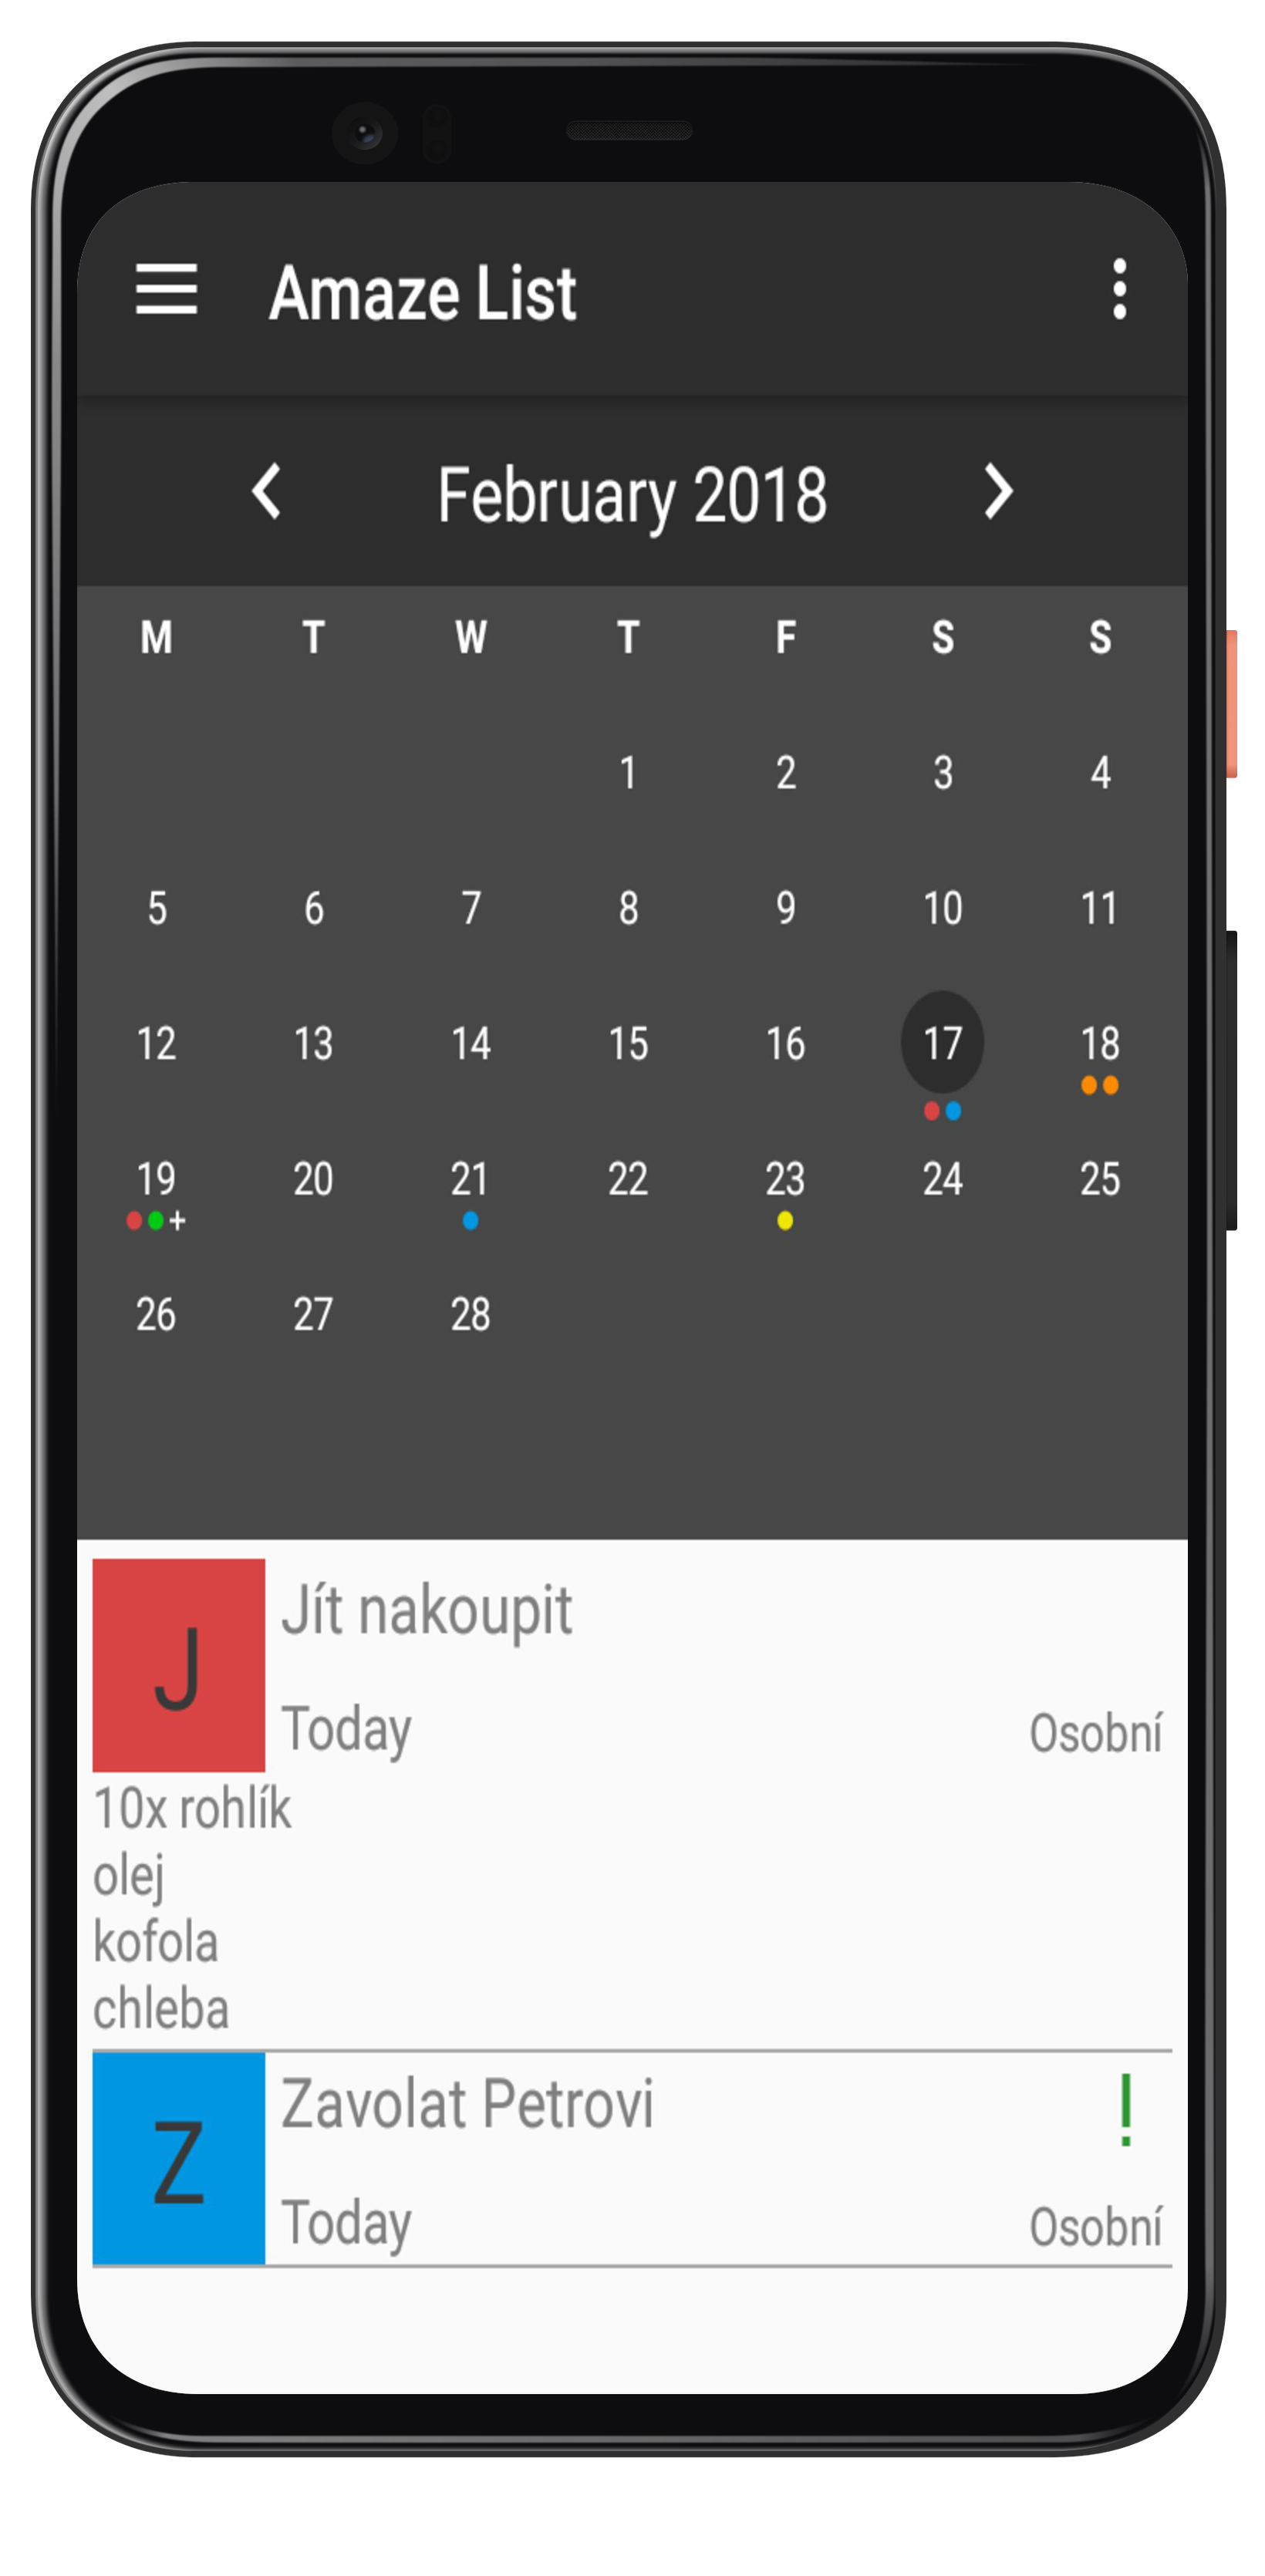 Amaze List
February 2018
M T W T F S S
1 2 3 4
5 6 7 8 9 10 11
12 13 14 15 16 17 18
19 20 21 22 23 24 25
+
26 27 28
J
Jít nakoupit
Today
Osobní
10x rohlík
olej
kofola
chleba
Z
Zavolat Petrovi
!
Today
Osobní